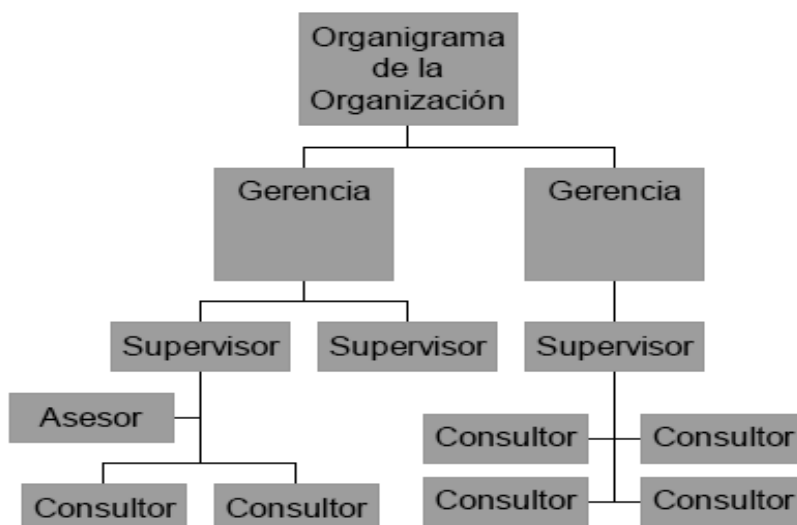 Organigrama
de la
Organización
Gerencia
Gerencia
Supervisor
Supervisor
Supervisor
Asesor
Consultor
Consultor
Consultor
Consultor
Consultor
Consultor